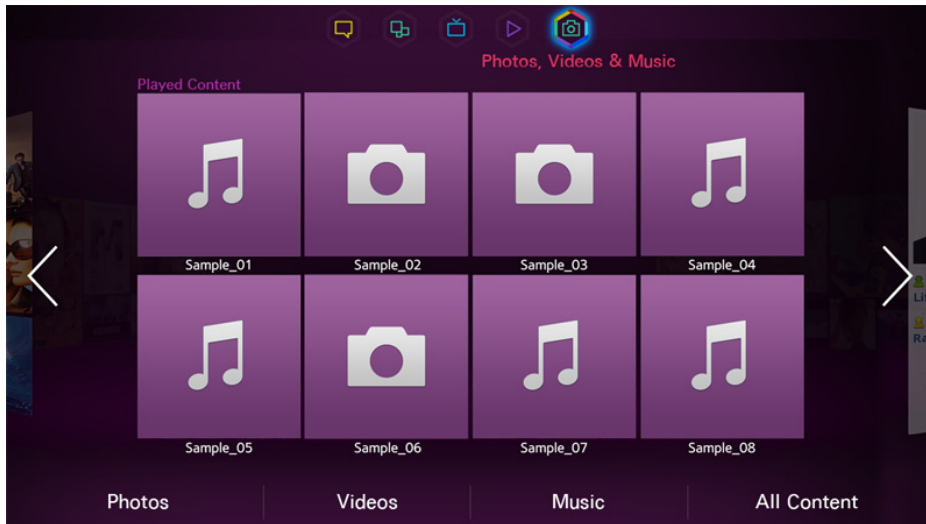 Photos, Videos & Music
Played Content
Sample_01
Sample_02
Sample_03
Sample_04
Sample_05
Sample_06
Sample_07
Sample_08
Photos
Videos
Music
All Content